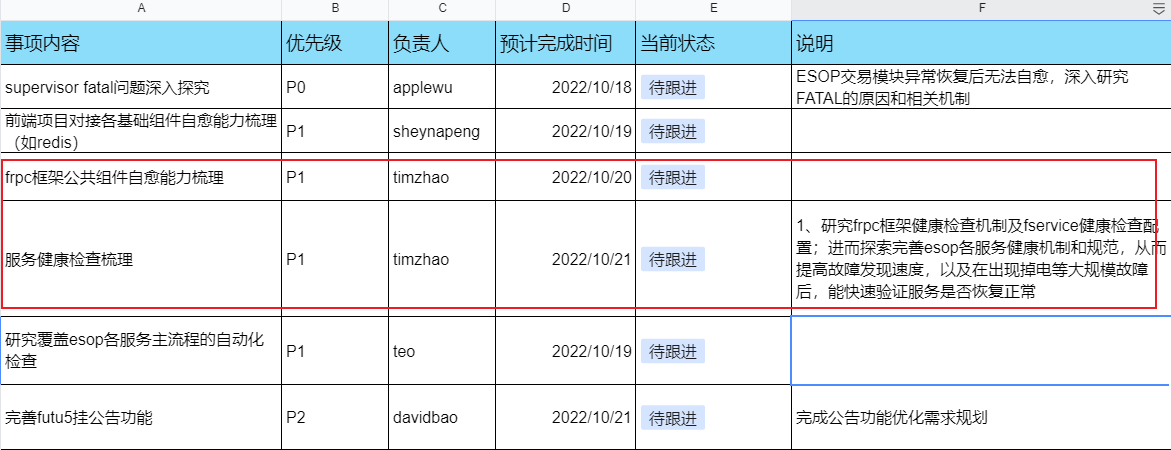 A B C D E F
事项内容 优先级 负责人 预计完成时间 当前状态 说明
supervisor fatal问题深入探究 P0 applewu 2022/10/18 待跟进 ESOP交易模块异常恢复后无法自愈，深入研究
FATAL的原因和相关机制
前端项目对接各基础组件自愈能力梳理
（如redis） P1 sheynapeng 2022/10/19 待跟进
frpc框架公共组件自愈能力梳理 P1 timzhao 2022/10/20 待跟进
服务健康检查梳理 P1 timzhao 2022/10/21 待跟进 1、研究frpc框架健康检查机制及fservice健康检查配
置；进而探索完善esop各服务健康机制和规范，从而
提高故障发现速度，以及在出现掉电等大规模故障
后，能快速验证服务是否恢复正常
研究覆盖esop各服务主流程的自动化
检查 P1 teo 2022/10/19 待跟进
完善futu5挂公告功能 P2 davidbao 2022/10/21 待跟进 完成公告功能优化需求规划